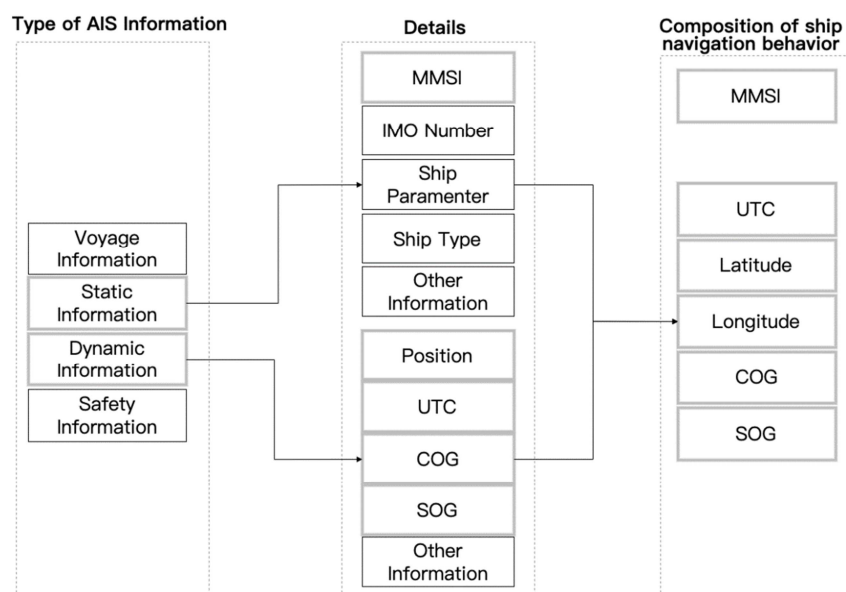 Type of AIS Information
Voyage
Information
Static
Information
Dynamic
Information
Safety
Information
Details
MMSI
IMO Number
Ship
Paramenter
Ship Type
Other
Information
Position
UTC
COG
SOG
Other
Information
Composition of ship
navigation behavior
MMSI
UTC
Latitude
Longitude
COG
SOG